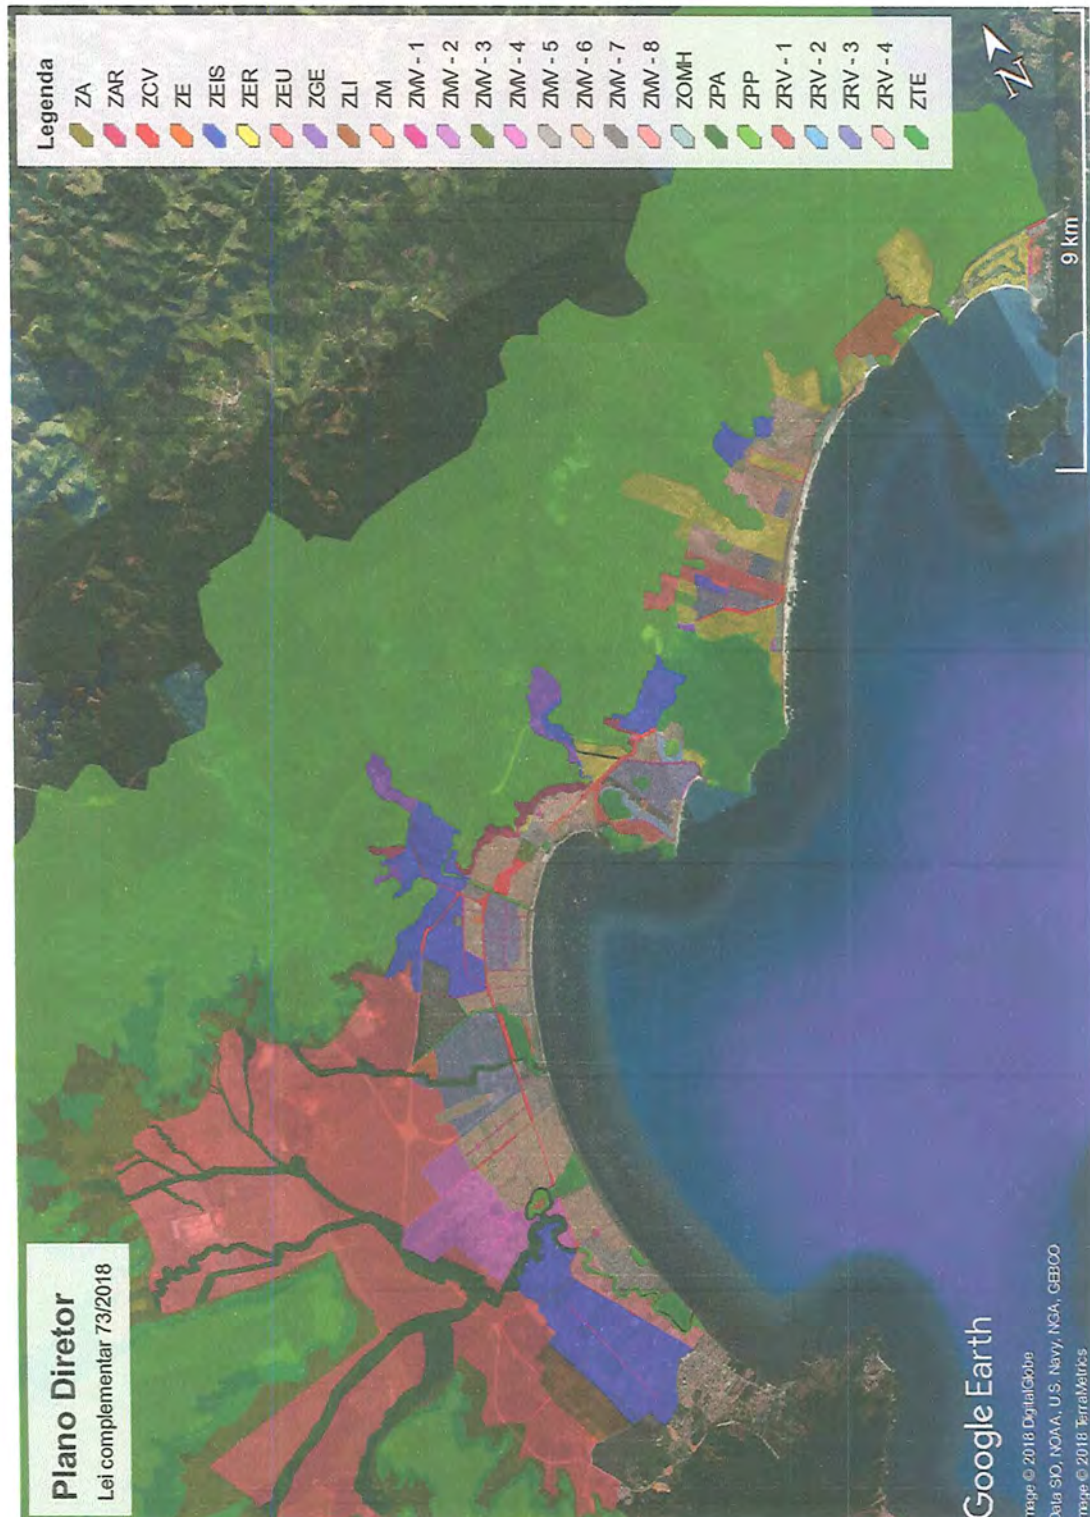 Plano Diretor
Lei complementar 73/2018
Legenda
ZA
ZAR
ZCV
ZE
ZEIS
ZER
ZEU
ZGE
ZLI
ZM
ZMV - 1
ZMV - 2
ZMV - 3
ZMV - 4
ZMV - 5
ZMV - 6
ZMV - 7
ZMV - 8
ZOMH
ZPA
ZPP
ZRV - 1
ZRV - 2
ZRV - 3
ZRV - 4
ZTE
N
9 km
Google Earth
mage © 2018 DigitalGlobe
Data SIO, NOAA, U.S. Navy, NGA, GEBCO
mage © 2018 TerraMetrics